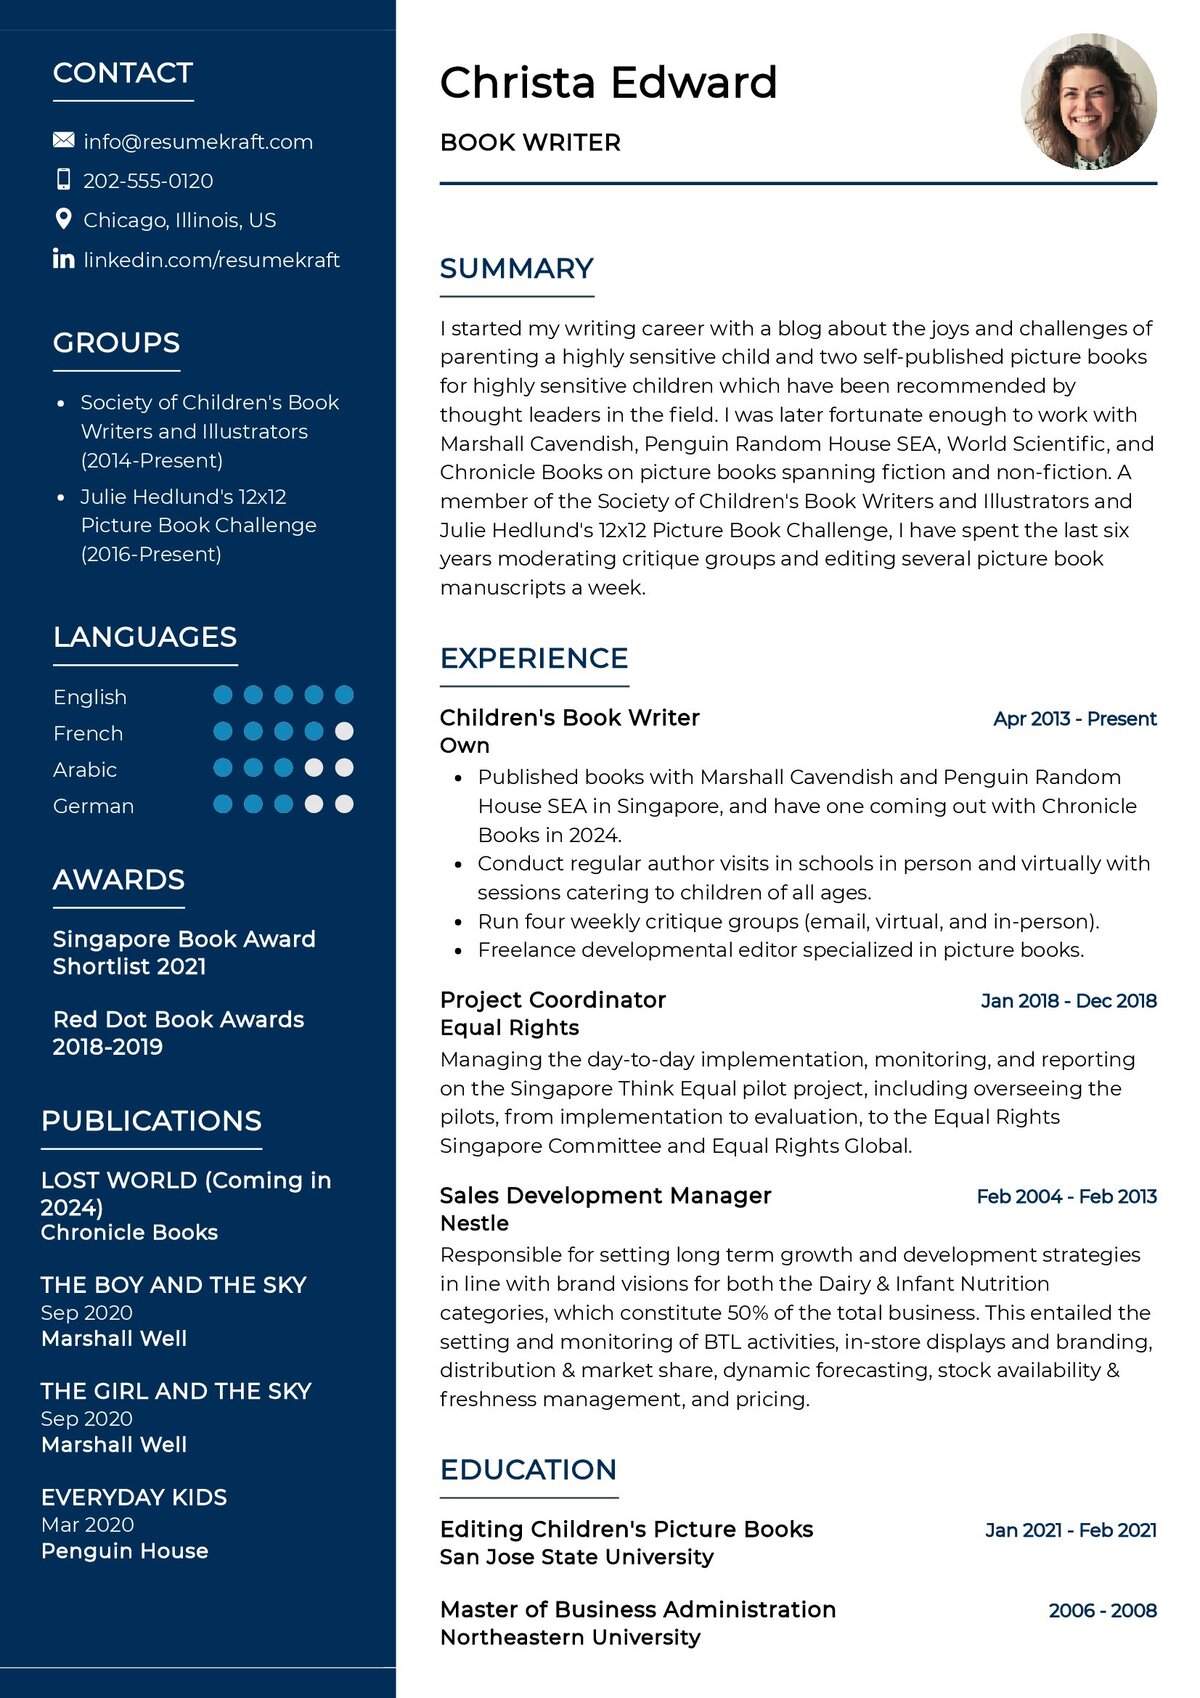 CONTACT
info@resumekraft.com
202-555-0120
Chicago, Illinois, US
linkedin.com/resumekraft
GROUPS
• Society of Children's Book
Writers and Illustrators
(2014-Present)
• Julie Hedlund's 12x12
Picture Book Challenge
(2016-Present)
LANGUAGES
English
French
Arabic
German
AWARDS
Singapore Book Award
Shortlist 2021
Red Dot Book Awards
2018-2019
PUBLICATIONS
LOST WORLD (Coming in
2024)
Chronicle Books
THE BOY AND THE SKY
Sep 2020
Marshall Well
THE GIRL AND THE SKY
Sep 2020
Marshall Well
EVERYDAY KIDS
Mar 2020
Penguin House
Christa Edward
BOOK WRITER
SUMMARY
I started my writing career with a blog about the joys and challenges of
parenting a highly sensitive child and two self-published picture books
for highly sensitive children which have been recommended by
thought leaders in the field. I was later fortunate enough to work with
Marshall Cavendish, Penguin Random House SEA, World Scientific, and
Chronicle Books on picture books spanning fiction and non-fiction. A
member of the Society of Children's Book Writers and Illustrators and
Julie Hedlund's 12x12 Picture Book Challenge, I have spent the last six
years moderating critique groups and editing several picture book
manuscripts a week.
EXPERIENCE
Children's Book Writer Apr 2013 - Present
Own
• Published books with Marshall Cavendish and Penguin Random
House SEA in Singapore, and have one coming out with Chronicle
Books in 2024.
• Conduct regular author visits in schools in person and virtually with
sessions catering to children of all ages.
• Run four weekly critique groups (email, virtual, and in-person).
• Freelance developmental editor specialized in picture books.
Project Coordinator Jan 2018 - Dec 2018
Equal Rights
Managing the day-to-day implementation, monitoring, and reporting
on the Singapore Think Equal pilot project, including overseeing the
pilots, from implementation to evaluation, to the Equal Rights
Singapore Committee and Equal Rights Global.
Sales Development Manager Feb 2004 - Feb 2013
Nestle
Responsible for setting long term growth and development strategies
in line with brand visions for both the Dairy & Infant Nutrition
categories, which constitute 50% of the total business. This entailed the
setting and monitoring of BTL activities, in-store displays and branding,
distribution & market share, dynamic forecasting, stock availability &
freshness management, and pricing.
EDUCATION
Editing Children's Picture Books Jan 2021 - Feb 2021
San Jose State University
Master of Business Administration 2006 - 2008
Northeastern University